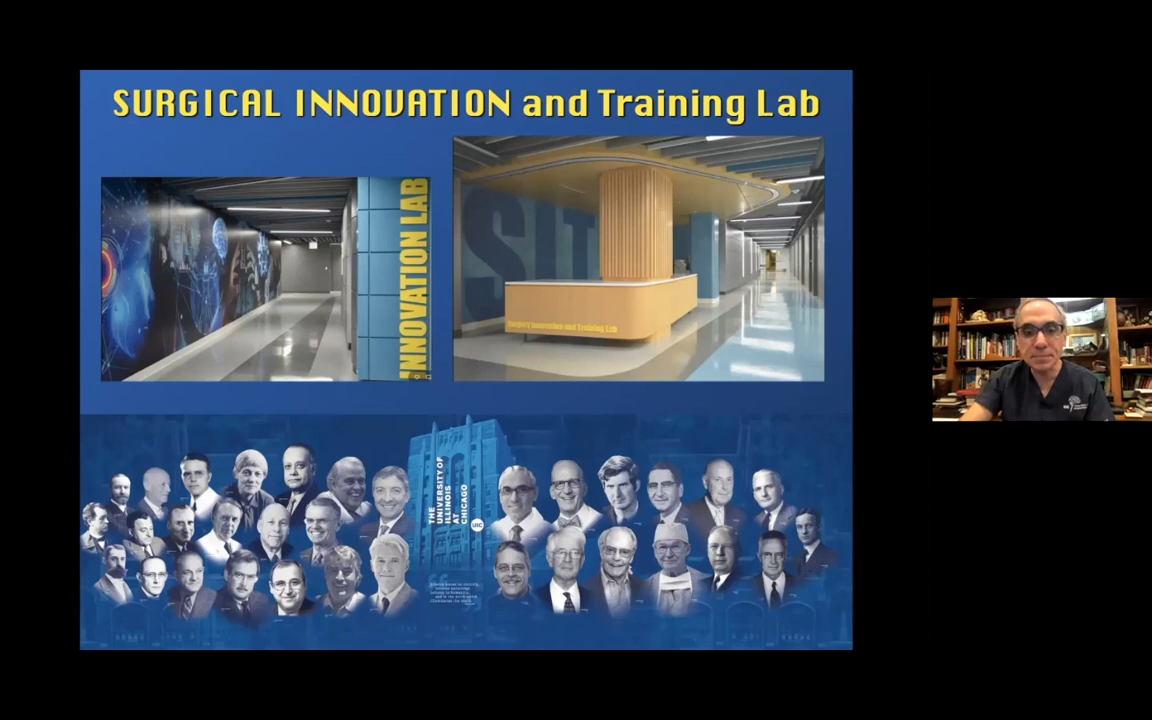 SURGICAL INNOVATION and Training Lab
INNOVATION LAB
SIT
Surgical Innovation and Training Lab
THE
UNIVERSITY OF
ILLINOIS
AT
CHICAGO
UIC